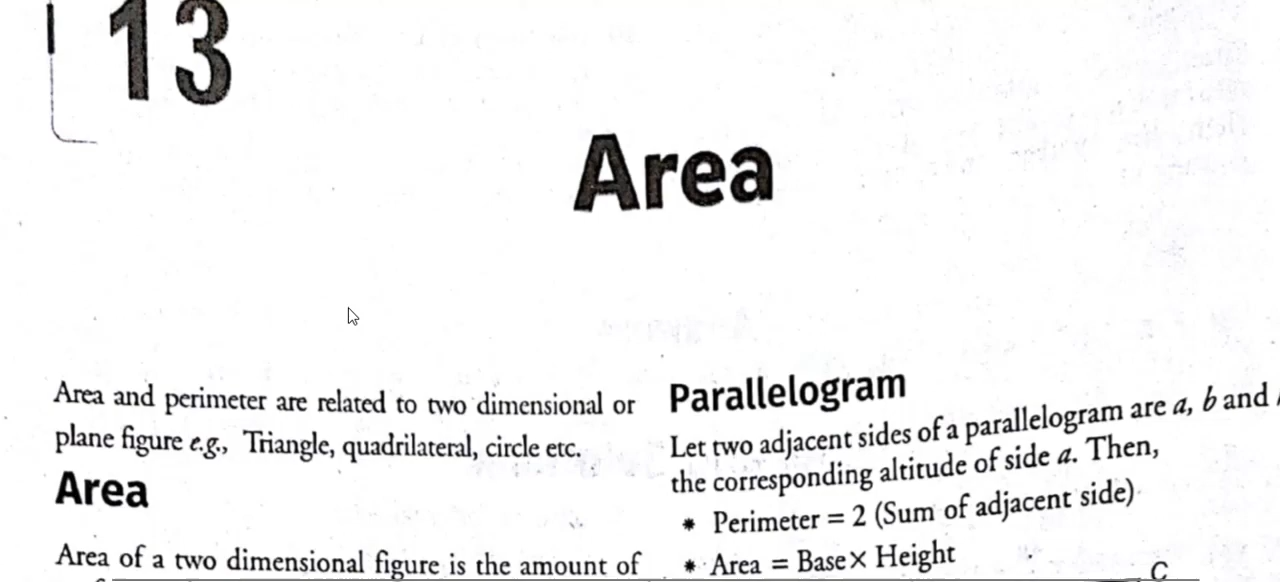 13
Area
Area and perimeter are related to two dimensional or
plane figure e.g., Triangle, quadrilateral, circle etc.
Area
Area of a two dimensional figure is the amount of
Parallelogram
Let two adjacent sides of a parallelogram are a, b and
the corresponding altitude of side a. Then,
* Perimeter = 2 (Sum of adjacent side)
* Area = Base × Height
C